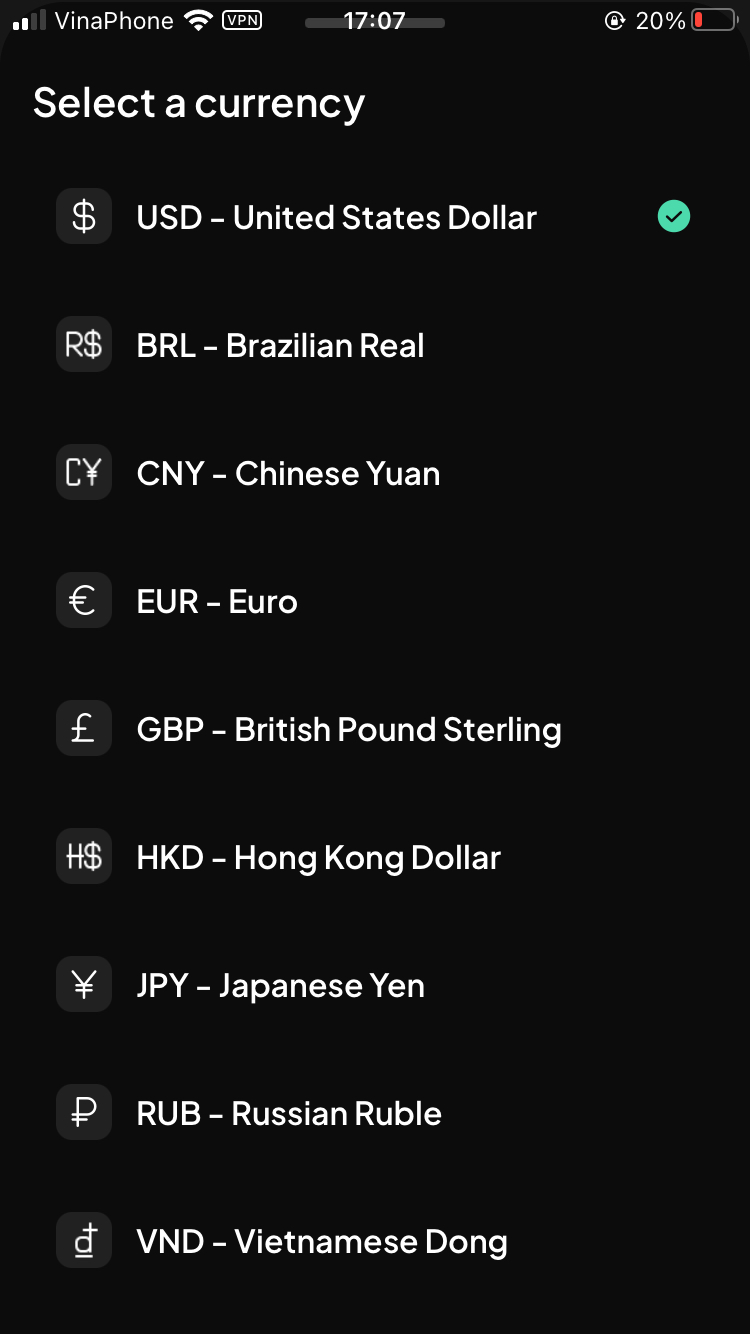 VinaPhone VPN 17:07 20%
Select a currency
$ USD - United States Dollar
R$ BRL - Brazilian Real
C¥ CNY - Chinese Yuan
€ EUR - Euro
£ GBP - British Pound Sterling
H$ HKD - Hong Kong Dollar
¥ JPY - Japanese Yen
₽ RUB - Russian Ruble
₫ VND - Vietnamese Dong